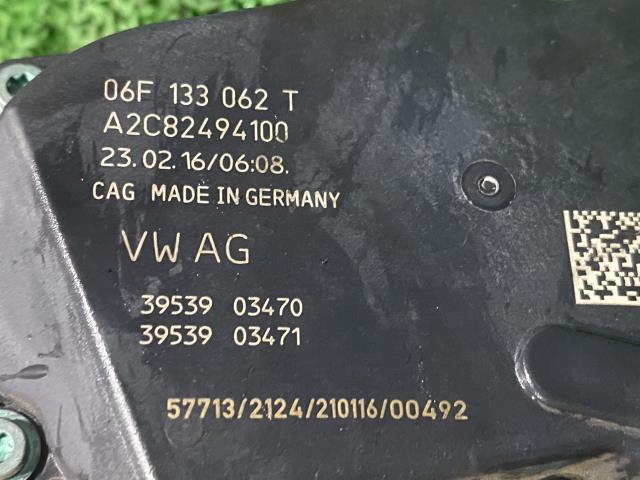 06F 133 062 T
A2C82494100
23.02.16/06:08.
CAG MADE IN GERMANY
VW AG
39539 03470
39539 03471
57713/2124/210116/00492